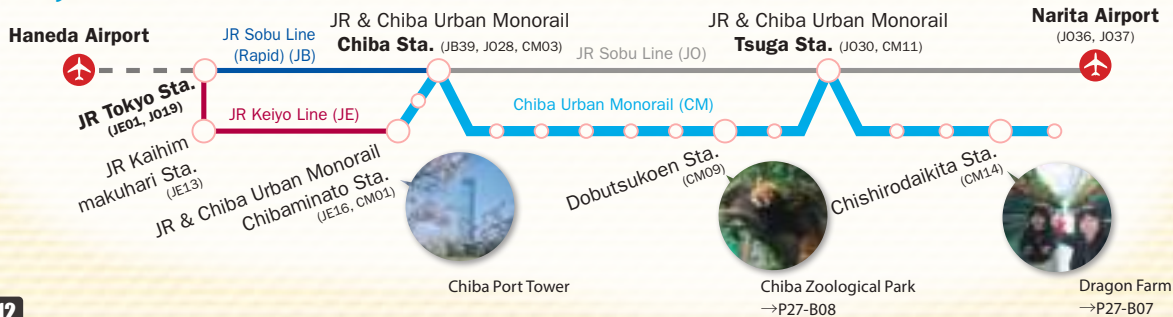 Haneda Airport
JR Tokyo Sta.
(JE01, JO19)
JR Sobu Line
(Rapid) (JB)
JR & Chiba Urban Monorail
Chiba Sta. (JB39, JO28, CM03)
JR Sobu Line (JO)
JR & Chiba Urban Monorail
Tsuga Sta. (JO30, CM11)
Narita Airport
(JO36, JO37)
JR Keiyo Line (JE)
Chiba Urban Monorail (CM)
JR Kaihim
makuhari Sta.
(JE13)
JR & Chiba Urban Monorail
Chibaminato Sta.
(JE16, CM01)
Dobutsukoen Sta.
(CM09)
Chishirodaikita Sta.
(CM14)
Chiba Port Tower
Chiba Zoological Park
→P27-B08
Dragon Farm
→P27-B07